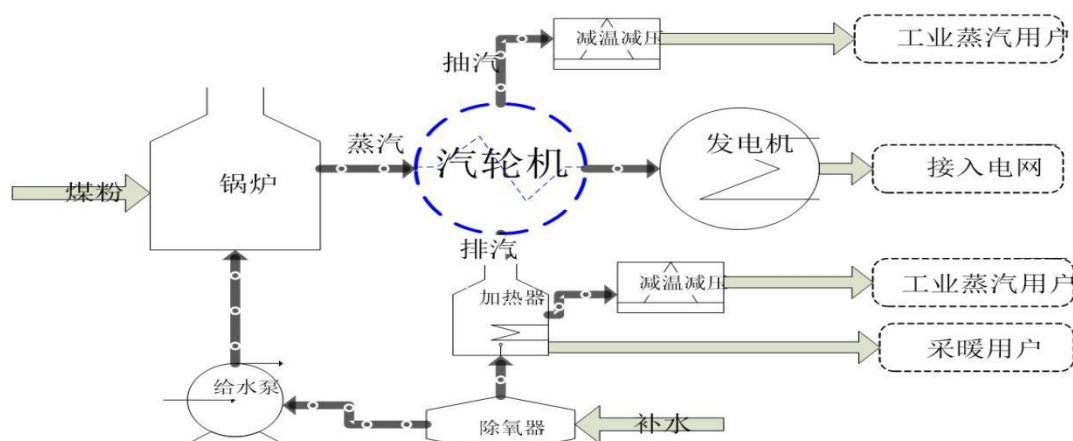 减温减压
工业蒸汽用户
抽汽
蒸汽
汽轮机
发电机
接入电网
锅炉
煤粉
排汽
加热器
减温减压
工业蒸汽用户
采暖用户
给水泵
除氧器
补水